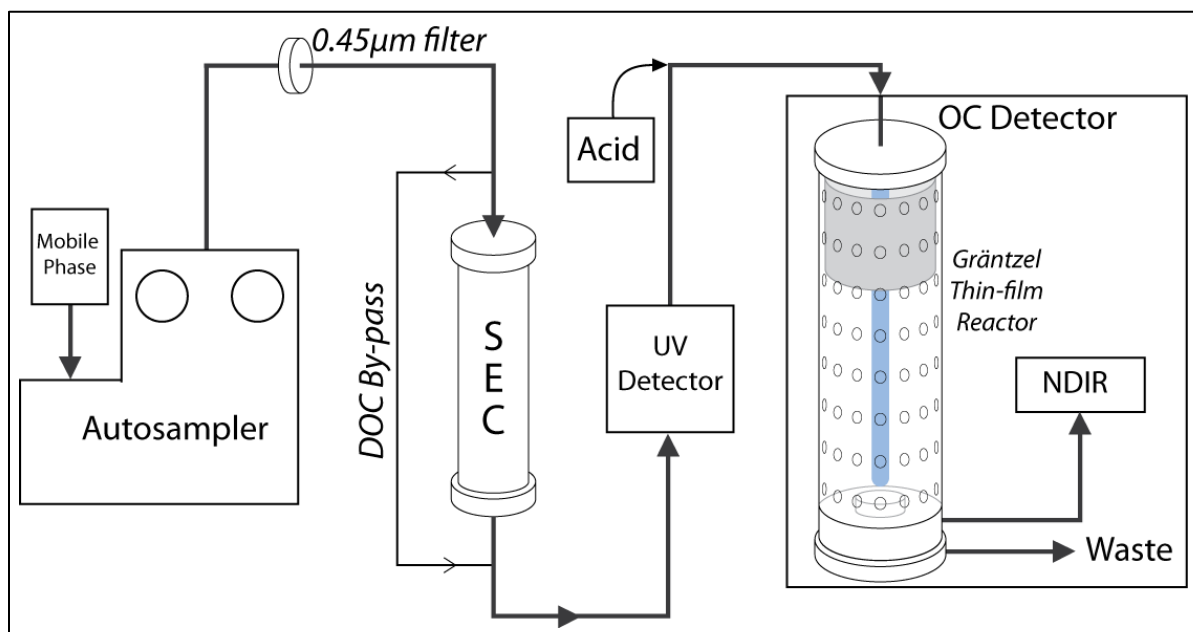 0.45µm filter
Mobile
Phase
Autosampler
DOC By-pass
S
E
C
Acid
UV
Detector
OC Detector
Gräntzel
Thin-film
Reactor
NDIR
Waste